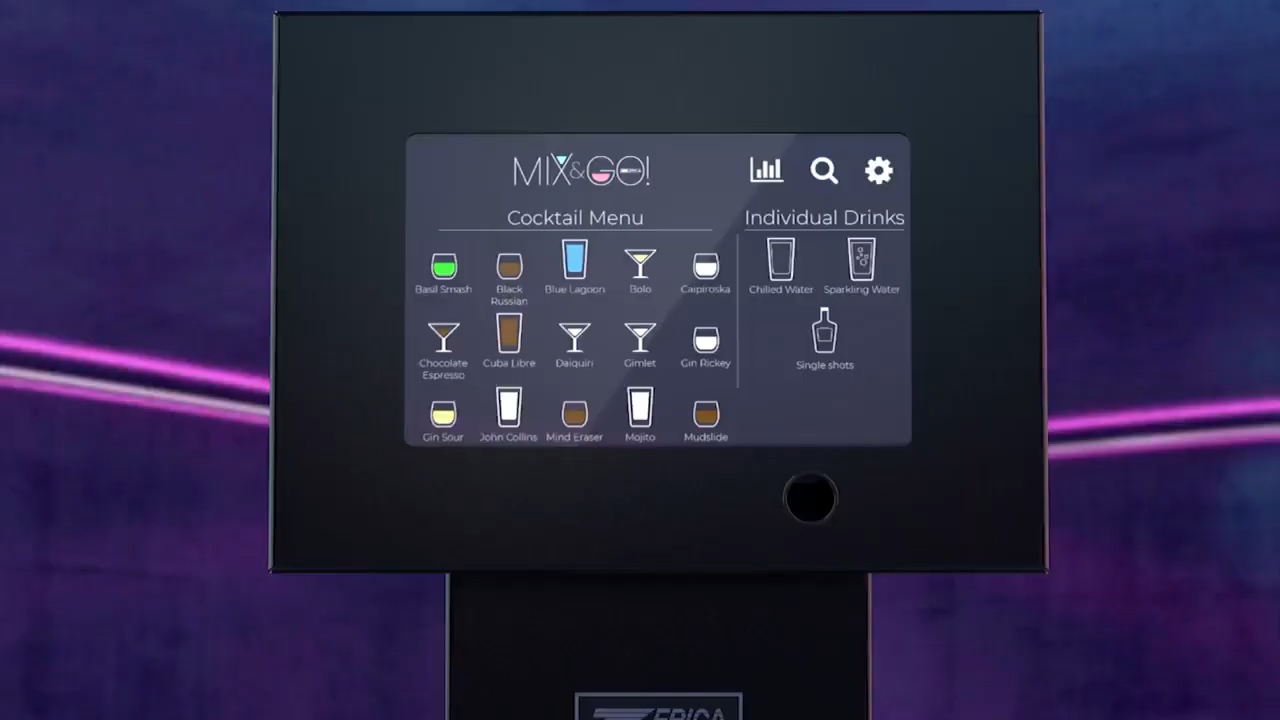 MIX&GO!
Cocktail Menu
Individual Drinks
Basil Smash
Black Russian
Blue Lagoon
Bolo
Caipiroska
Chilled Water
Sparkling Water
Chocolate Espresso
Cuba Libre
Daiquiri
Gimlet
Gin Rickey
Single shots
Gin Sour
John Collins
Mind Eraser
Mojito
Mudslide